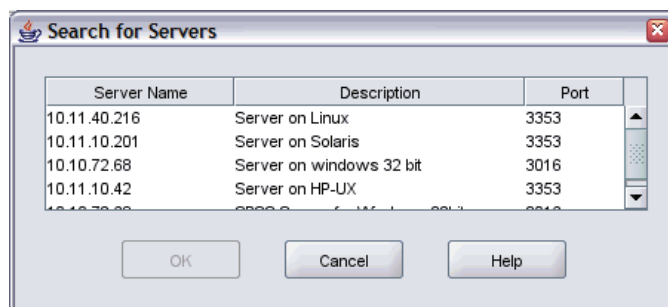 Search for Servers
Server Name Description Port
10.11.40.216 Server on Linux 3353
10.11.10.201 Server on Solaris 3353
10.10.72.68 Server on windows 32 bit 3016
10.11.10.42 Server on HP-UX 3353
OK Cancel Help